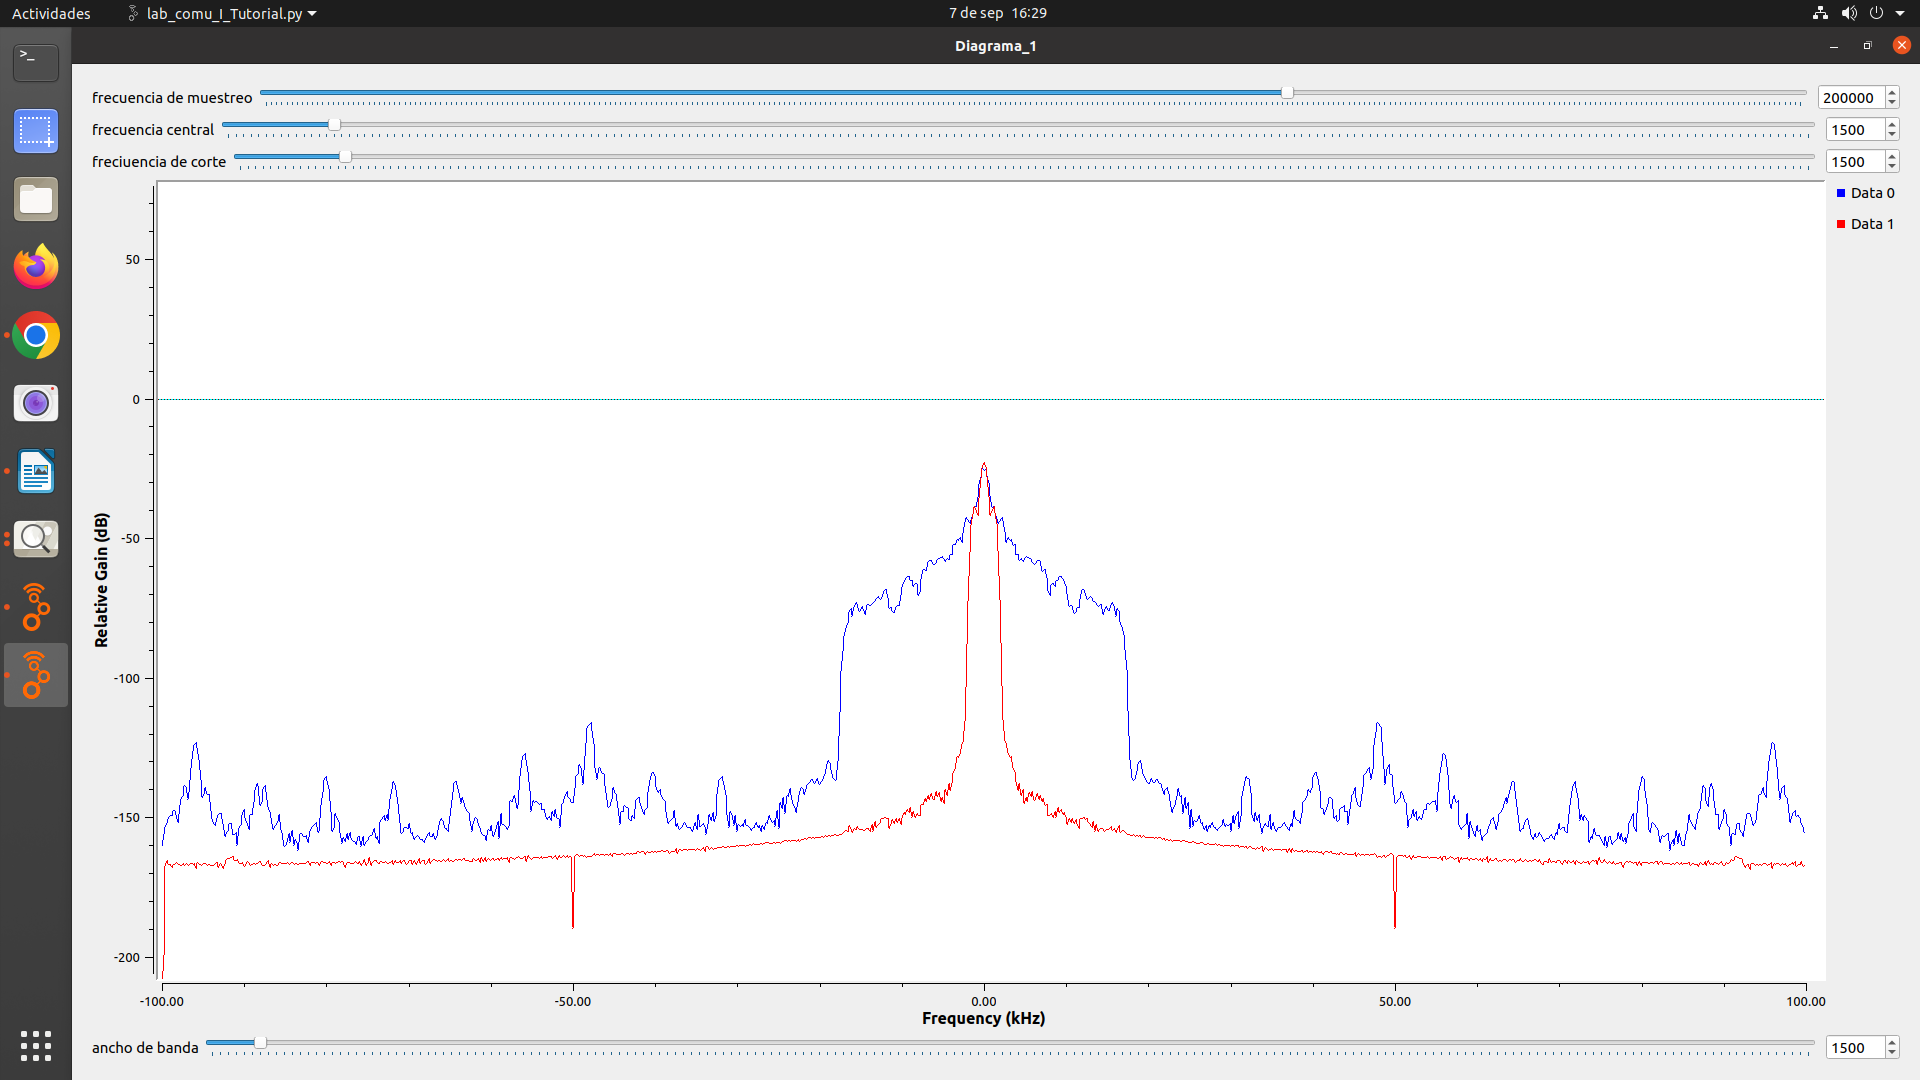 Actividades lab_comu_I_Tutorial.py 7 de sep 16:29
Diagrama_1
>_
frecuencia de muestreo 200000
frecuencia central 1500
freciuencia de corte 1500
Data 0
Data 1
50
0
-50
-100
-150
-200
Relative Gain (dB)
-100.00 -50.00 0.00 50.00 100.00
Frequency (kHz)
ancho de banda 1500